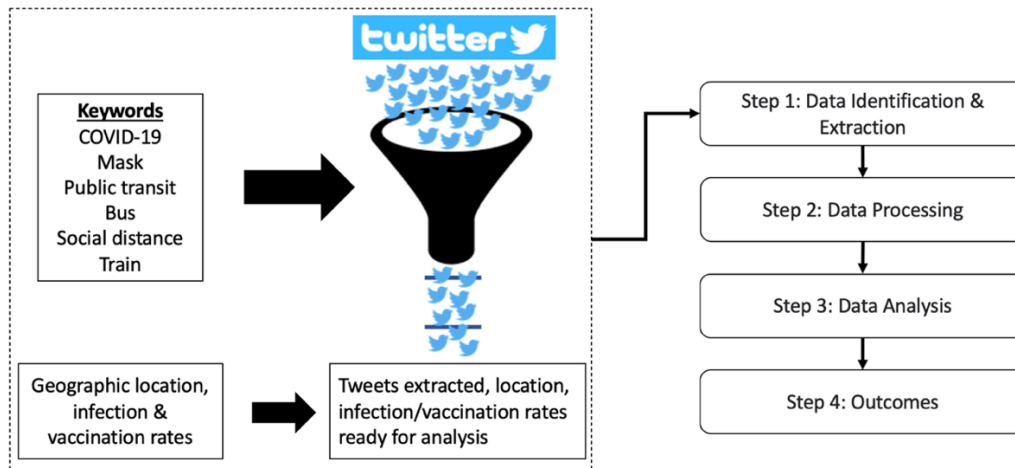 twitter
Keywords
COVID-19
Mask
Public transit
Bus
Social distance
Train
Geographic location,
infection &
vaccination rates
Tweets extracted, location,
infection/vaccination rates
ready for analysis
Step 1: Data Identification &
Extraction
Step 2: Data Processing
Step 3: Data Analysis
Step 4: Outcomes